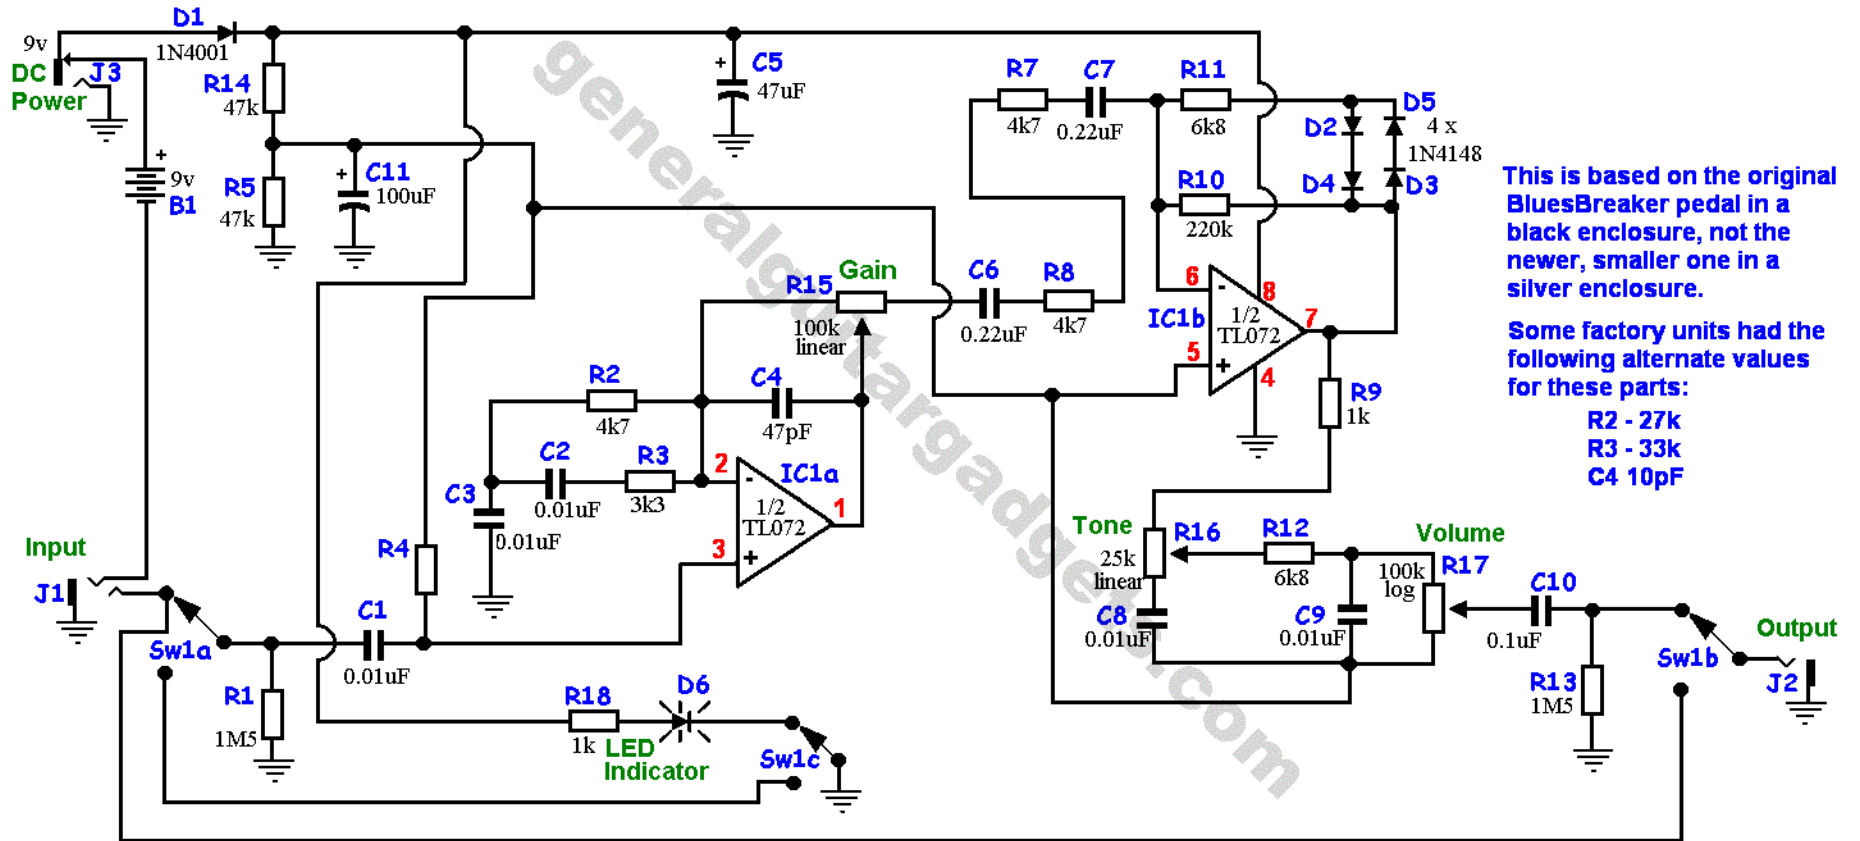 D1
9v
1N4001
DC
Power
J3
R14
47k
C5
47uF
+
R5
47k
C11
100uF
+
+
9v
B1
R7
4k7
C7
0.22uF
R11
6k8
D5
D2
4 x
1N4148
D4
D3
R10
220k
This is based on the original
BluesBreaker pedal in a
black enclosure, not the
newer, smaller one in a
silver enclosure.
Some factory units had the
following alternate values
for these parts:
R2 - 27k
R3 - 33k
C4 10pF
Gain
R15
100k
linear
C6
0.22uF
R8
4k7
6
-
8
IC1b
1/2
TL072
7
5
+
4
R9
1k
R2
4k7
C4
47pF
C2
0.01uF
R3
3k3
C3
0.01uF
2
-
IC1a
1/2
TL072
1
3
+
R4
Input
J1
Sw1a
C1
0.01uF
R1
1M5
R18
1k
D6
LED
Indicator
Sw1c
Tone
R16
25k
linear
R12
6k8
Volume
R17
100k
log
C8
0.01uF
C9
0.01uF
C10
0.1uF
R13
1M5
Sw1b
Output
J2
generalguitargadgets.com